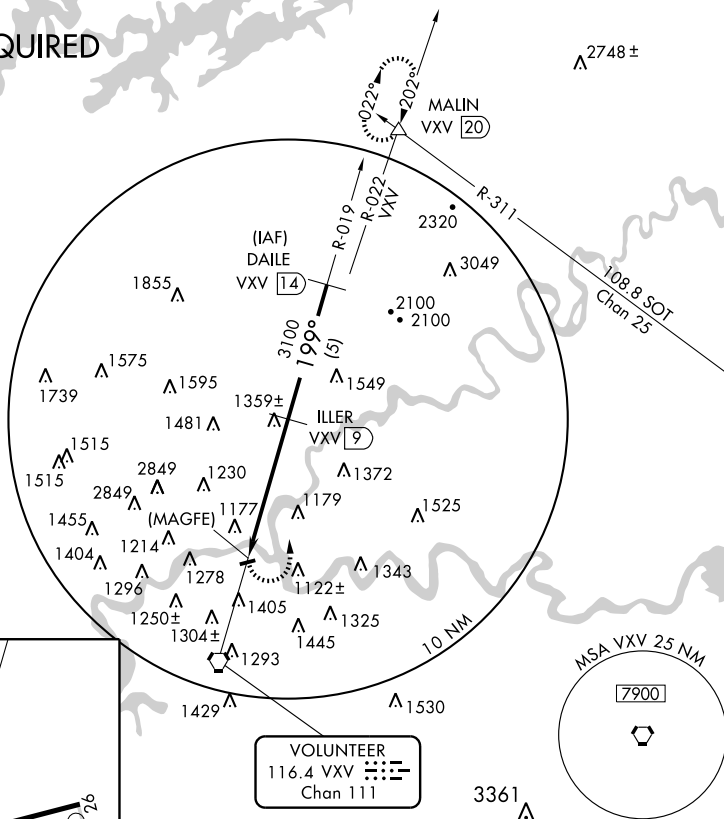 QUIRED
2748 ±
022°
202°
MALIN
VXV 20
R-311
R-019
R-022
VXV
2320
(IAF)
DAILE
VXV 14
3049
108.8 SOT
Chan 25
1855
2100
2100
3100
199°
(5)
1575
1739
1595
1549
1359±
1481
ILLER
VXV 9
1515
1515
2849
2849
1230
1372
1179
1525
1177
(MAGFE)
1455
1214
1404
1296
1278
1343
1122±
1250±
1405
1304±
1325
1445
1293
10 NM
1429
1530
MSA VXV 25 NM
7900
VOLUNTEER
116.4 VXV
Chan 111
3361
26